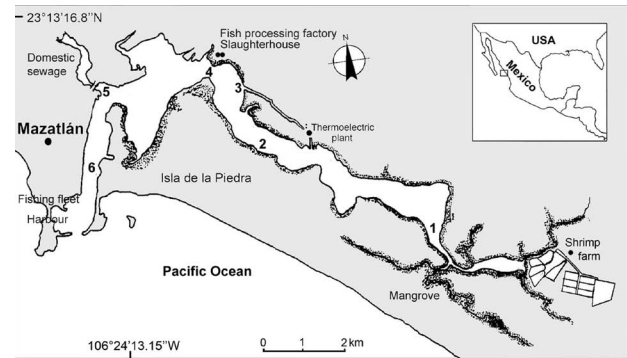 23°13'16.8"N
Fish processing factory
Slaughterhouse
N
USA
Mexico
Domestic
sewage
4
3
5
Thermoelectric
plant
Mazatlán
2
6
Isla de la Piedra
Fishing fleet
Harbour
1
Shrimp
farm
Pacific Ocean
Mangrove
106°24'13.15"W
0 1 2 km